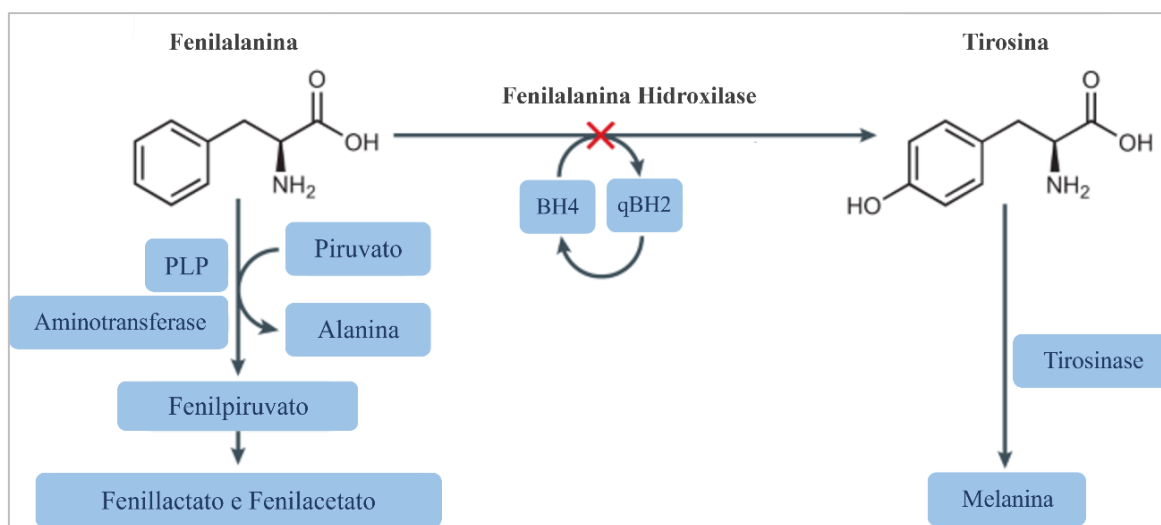 Fenilalanina
Tirosina
Fenilalanina Hidroxilase
O
OH
NH2
O
OH
NH2
HO
BH4
qBH2
PLP
Piruvato
Aminotransferase
Alanina
Tirosinase
Fenilpiruvato
Fenillactato e Fenilacetato
Melanina